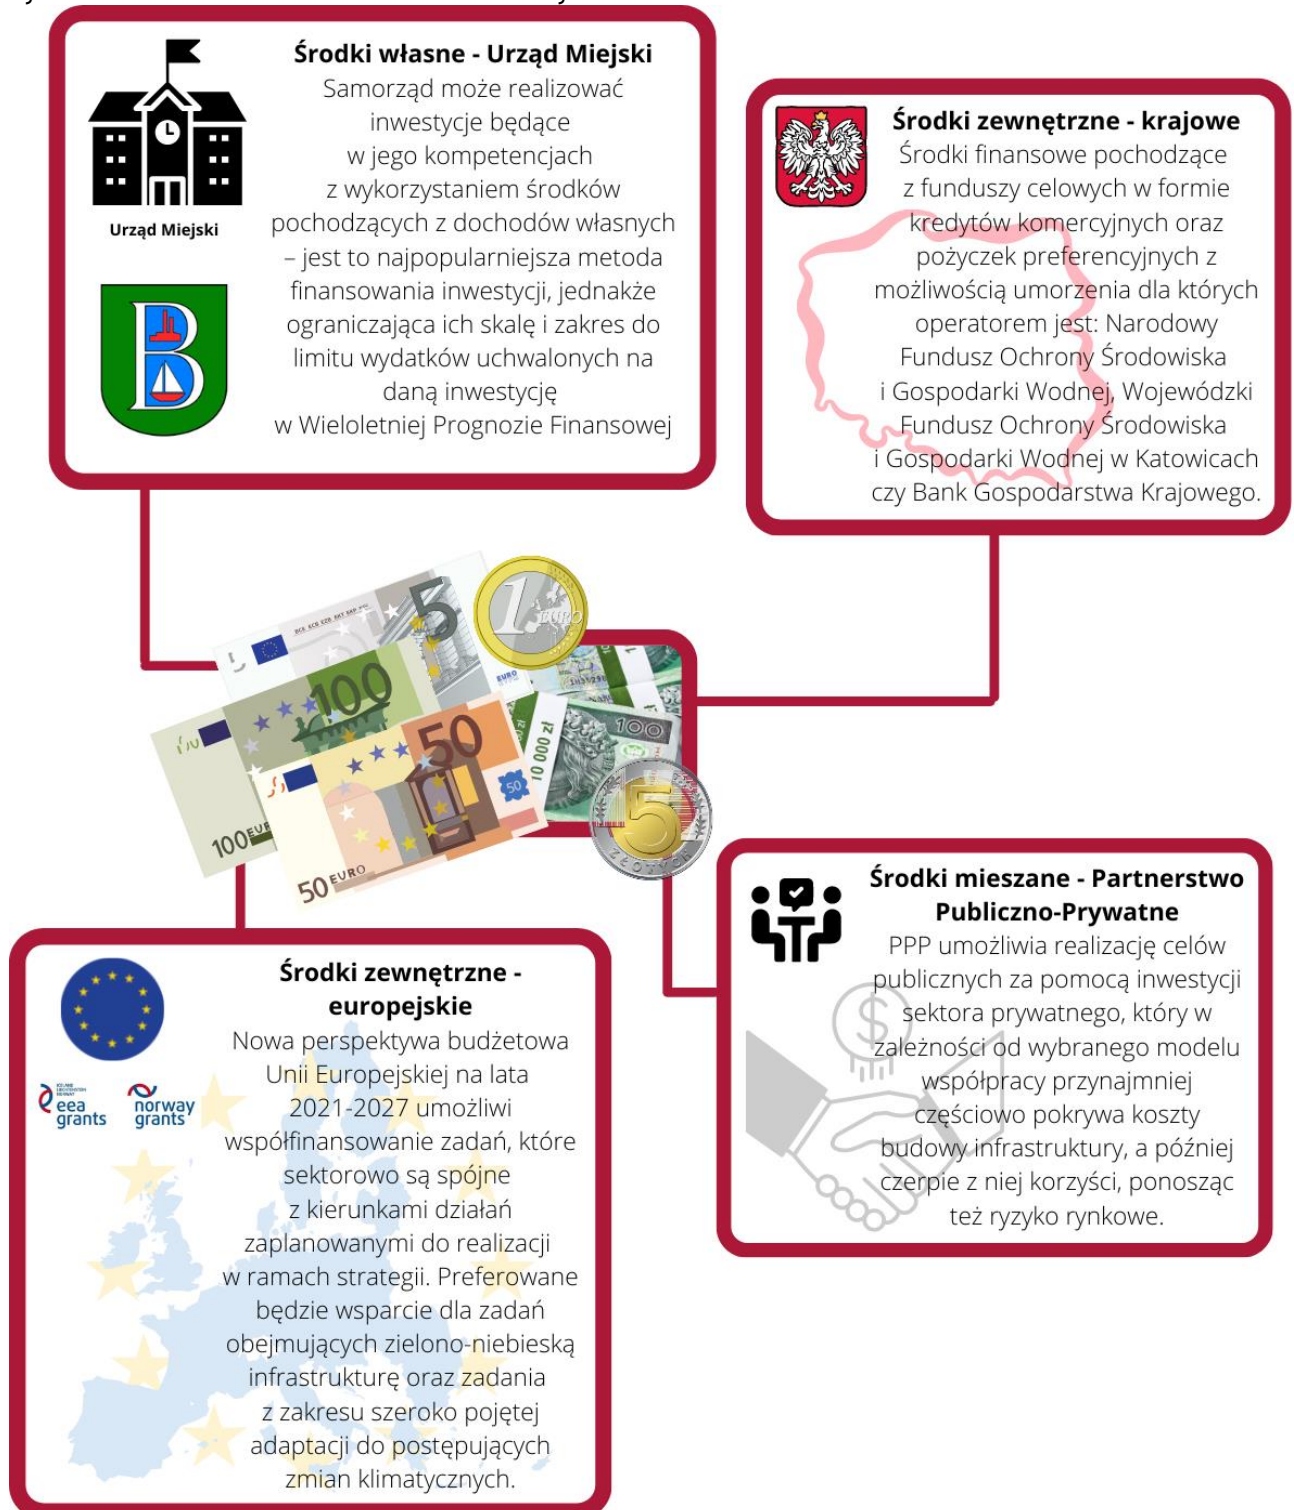 Środki własne - Urząd Miejski
Samorząd może realizować
inwestycje będące
w jego kompetencjach
z wykorzystaniem środków
pochodzących z dochodów własnych
– jest to najpopularniejsza metoda
finansowania inwestycji, jednakże
ograniczająca ich skalę i zakres do
limitu wydatków uchwalonych na
daną inwestycję
w Wieloletniej Prognozie Finansowej
Urząd Miejski
B
Środki zewnętrzne - krajowe
Środki finansowe pochodzące
z funduszy celowych w formie
kredytów komercyjnych oraz
pożyczek preferencyjnych z
możliwością umorzenia dla których
operatorem jest: Narodowy
Fundusz Ochrony Środowiska
i Gospodarki Wodnej, Wojewódzki
Fundusz Ochrony Środowiska
i Gospodarki Wodnej w Katowicach
czy Bank Gospodarstwa Krajowego.
5
1 EURO
EURO
100
50
50
100 EUR
50 EURO
100
10 000 zł
5
ZŁOTYCH
Środki mieszane - Partnerstwo
Publiczno-Prywatne
PPP umożliwia realizację celów
publicznych za pomocą inwestycji
sektora prywatnego, który w
zależności od wybranego modelu
współpracy przynajmniej
częściowo pokrywa koszty
budowy infrastruktury, a później
czerpie z niej korzyści, ponosząc
też ryzyko rynkowe.
$
Środki zewnętrzne -
europejskie
Nowa perspektywa budżetowa
Unii Europejskiej na lata
2021-2027 umożliwi
współfinansowanie zadań, które
sektorowo są spójne
z kierunkami działań
zaplanowanymi do realizacji
w ramach strategii. Preferowane
będzie wsparcie dla zadań
obejmujących zielono-niebieską
infrastrukturę oraz zadania
z zakresu szeroko pojętej
adaptacji do postępujących
zmian klimatycznych.
eea
grants
norway
grants